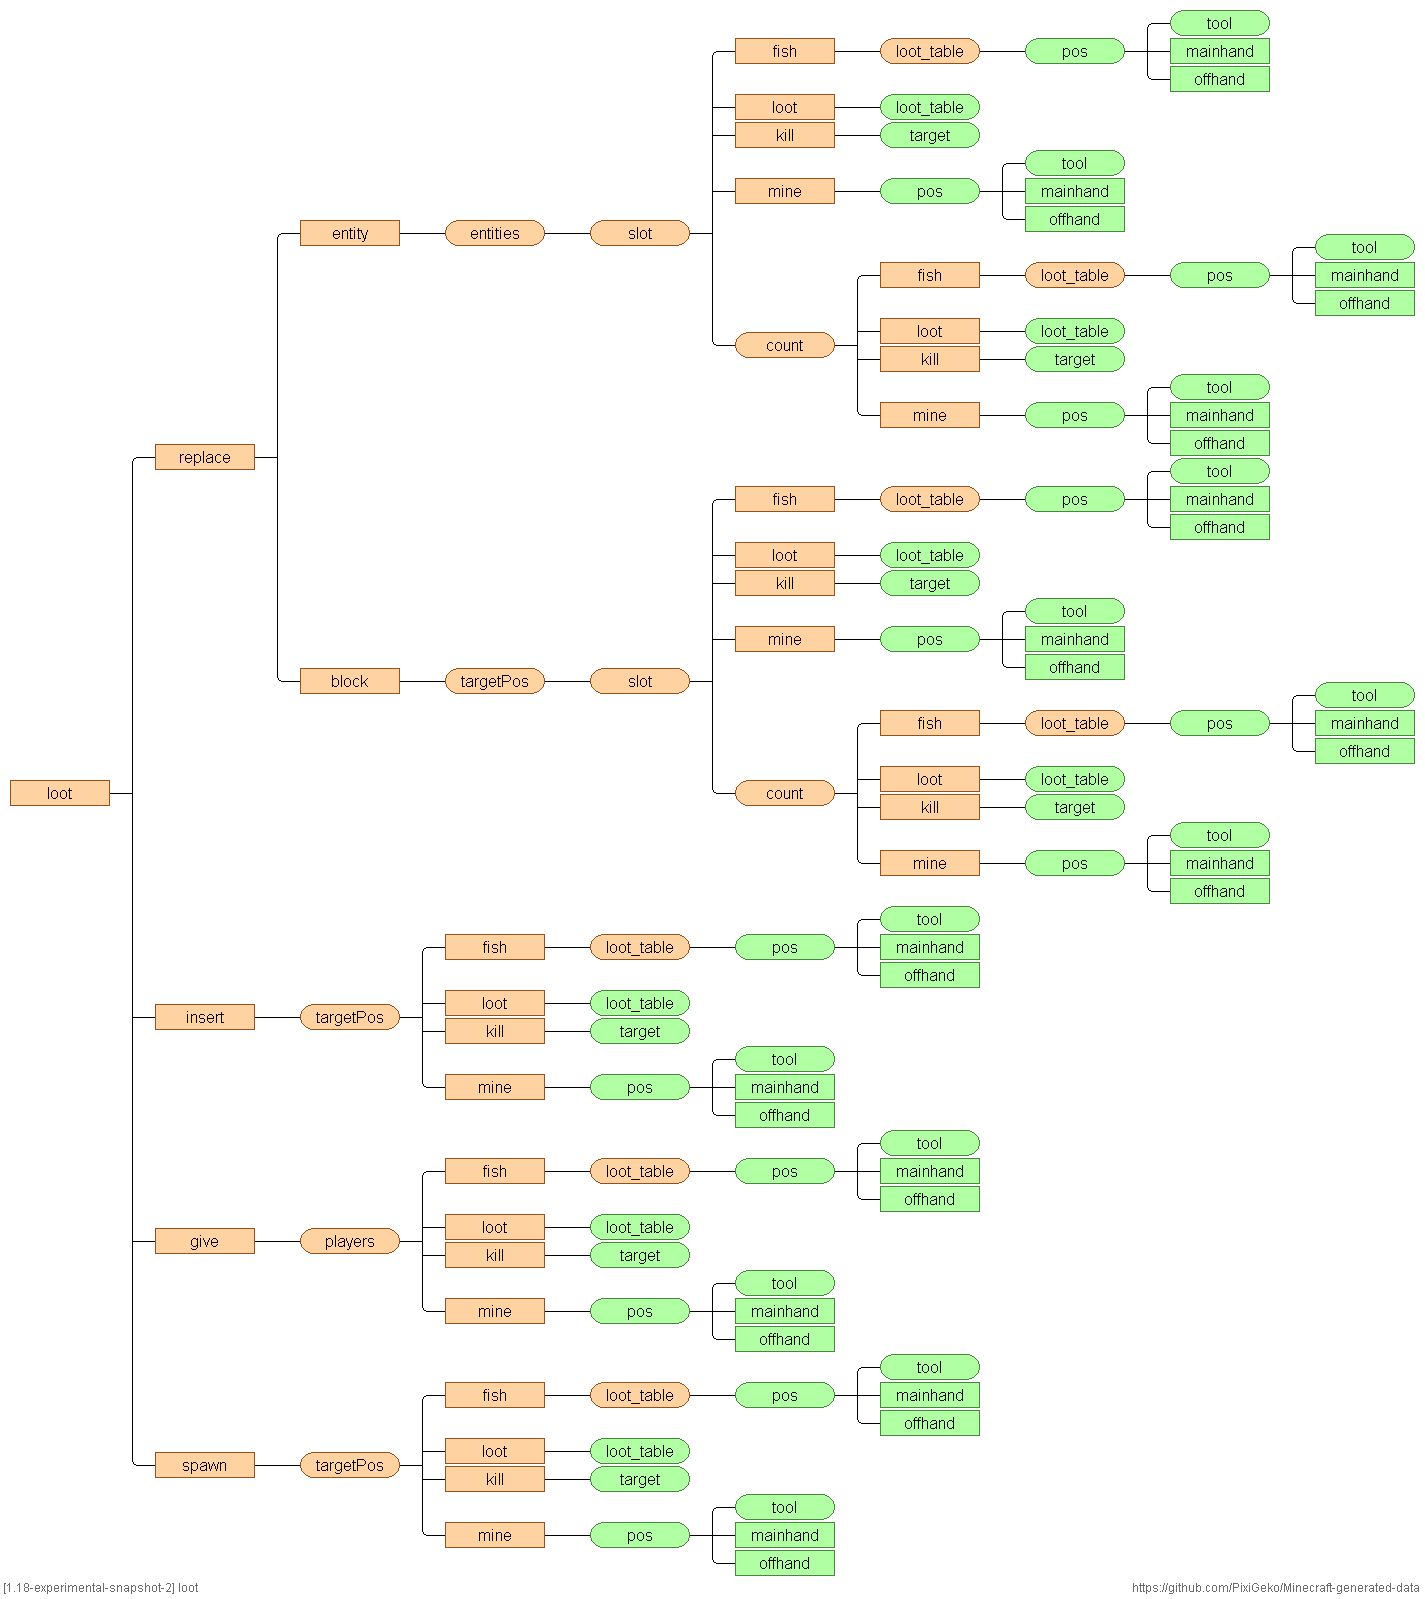 tool
fish loot_table pos mainhand
offhand
loot loot_table
kill target
tool
mine pos mainhand
offhand
entity entities slot
tool
fish loot_table pos mainhand
offhand
loot loot_table
count
kill target
tool
mine pos mainhand
offhand
replace
tool
fish loot_table pos mainhand
offhand
loot loot_table
kill target
tool
mine pos mainhand
offhand
block targetPos slot
tool
fish loot_table pos mainhand
offhand
loot loot_table
loot count
kill target
tool
mine pos mainhand
offhand
tool
fish loot_table pos mainhand
offhand
loot loot_table
insert targetPos
kill target
tool
mine pos mainhand
offhand
tool
fish loot_table pos mainhand
offhand
loot loot_table
give players
kill target
tool
mine pos mainhand
offhand
tool
fish loot_table pos mainhand
offhand
loot loot_table
spawn targetPos
kill target
tool
mine pos mainhand
offhand
[1.18-experimental-snapshot-2] loot https://github.com/PixiGeko/Minecraft-generated-data